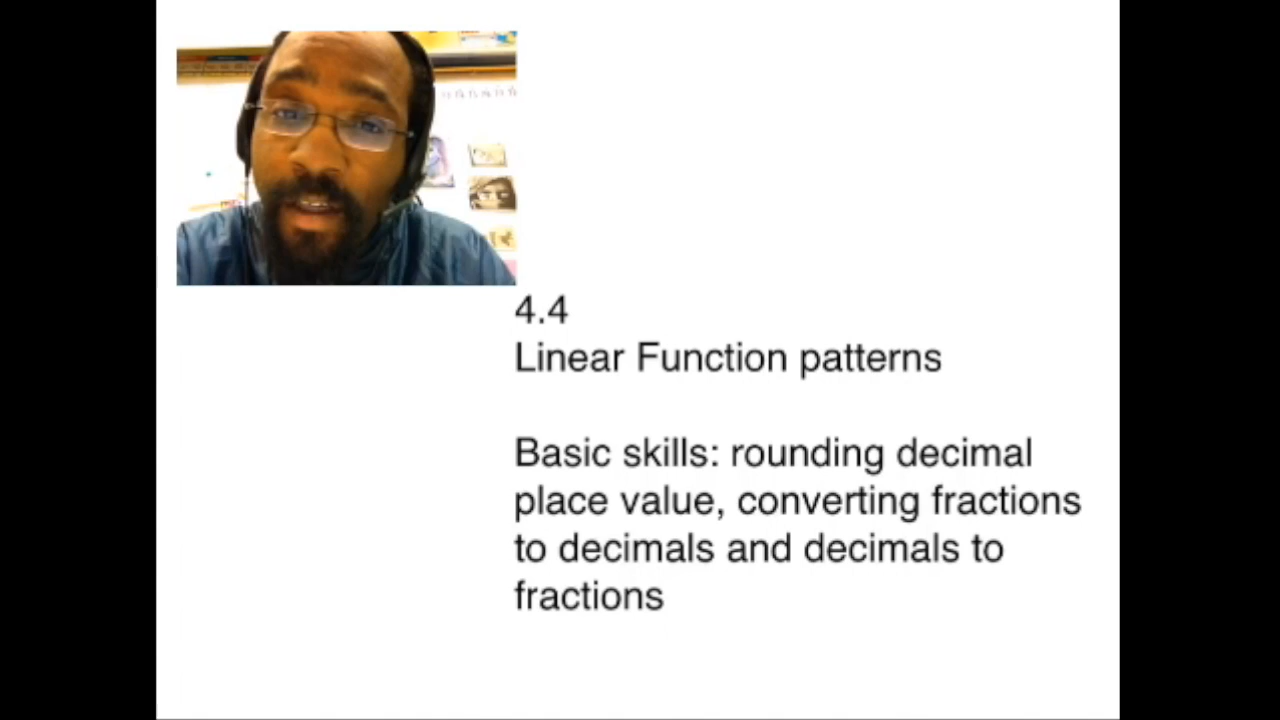 4.4
Linear Function patterns
Basic skills: rounding decimal
place value, converting fractions
to decimals and decimals to
fractions